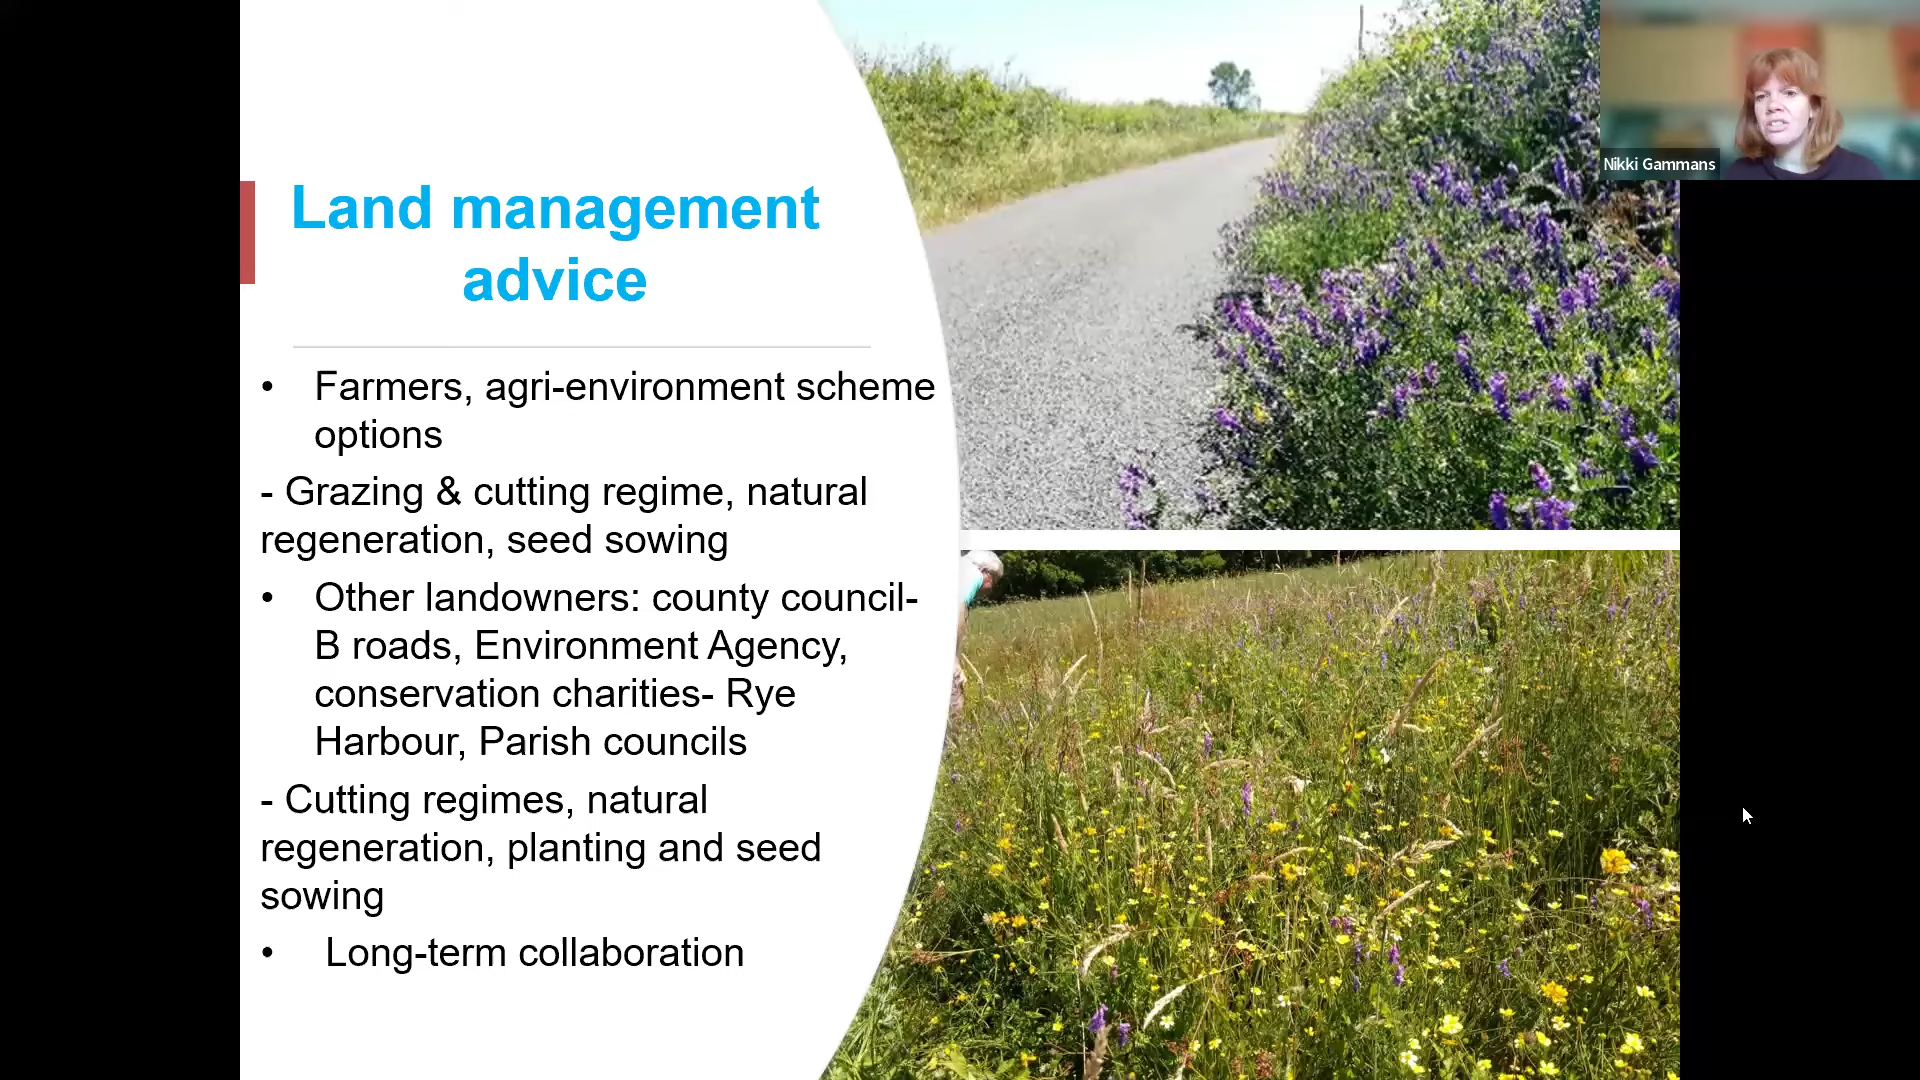 Land management
advice
• Farmers, agri-environment scheme
options
- Grazing & cutting regime, natural
regeneration, seed sowing
• Other landowners: county council-
B roads, Environment Agency,
conservation charities- Rye
Harbour, Parish councils
- Cutting regimes, natural
regeneration, planting and seed
sowing
• Long-term collaboration
Nikki Gammans